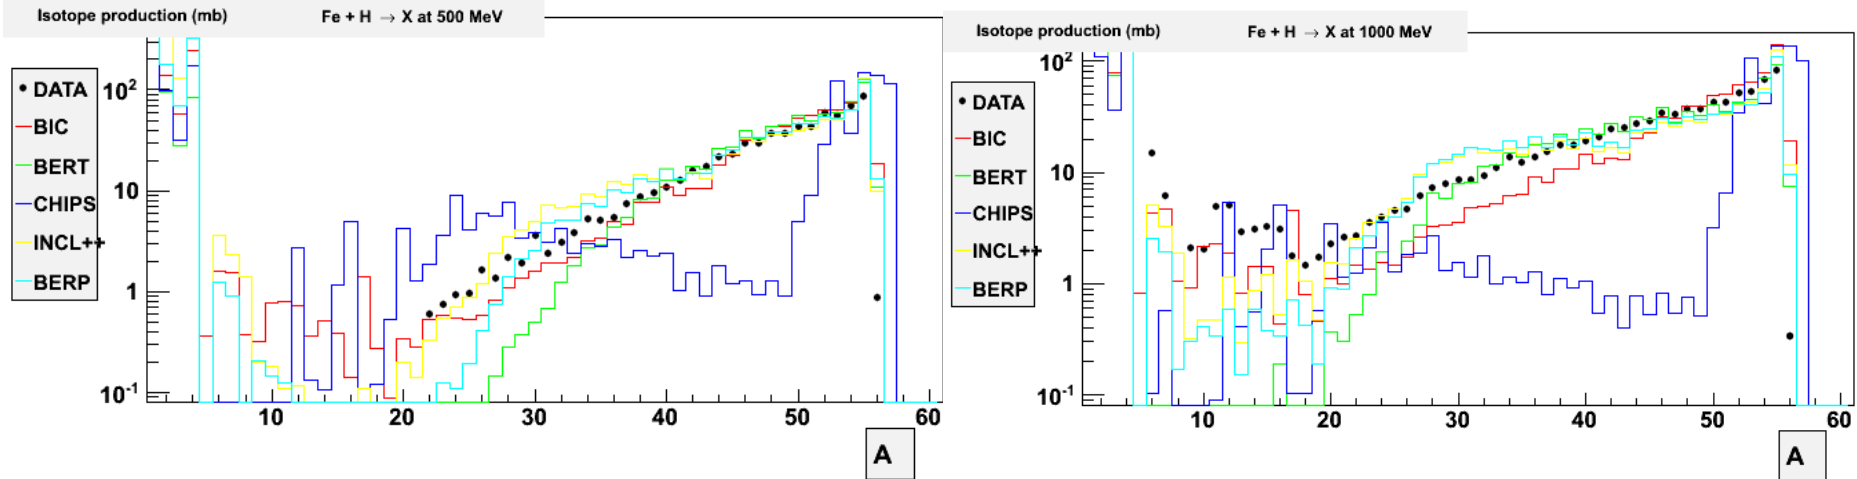 Isotope production (mb) Fe + H → X at 500 MeV
DATA
BIC
BERT
CHIPS
INCL++
BERP
10²
10
1
10⁻¹
10 20 30 40 50 60
A
Isotope production (mb) Fe + H → X at 1000 MeV
DATA
BIC
BERT
CHIPS
INCL++
BERP
10²
10
1
10⁻¹
10 20 30 40 50 60
A